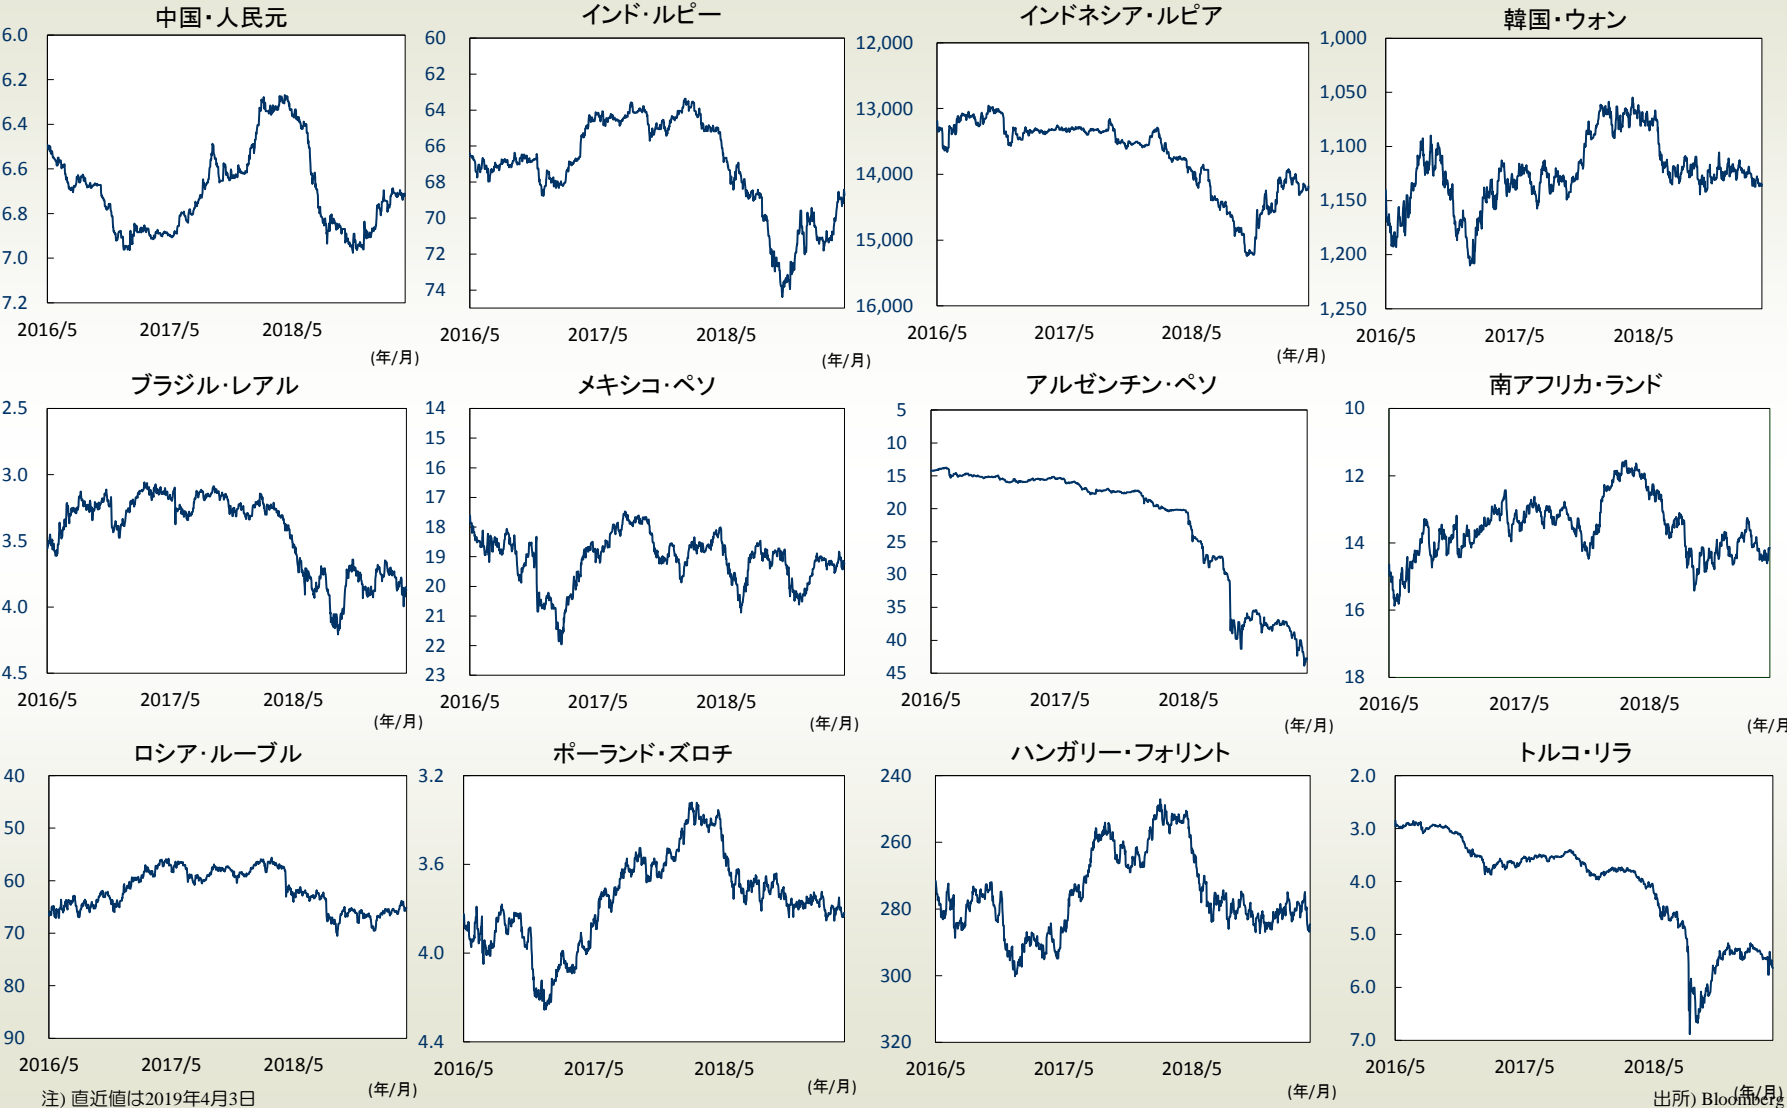 中国・人民元
6.0
6.2
6.4
6.6
6.8
7.0
7.2
2016/5 2017/5 2018/5
(年/月)
インド・ルピー
60
62
64
66
68
70
72
74
2016/5 2017/5 2018/5
(年/月)
インドネシア・ルピア
12,000
13,000
14,000
15,000
16,000
2016/5 2017/5 2018/5
(年/月)
韓国・ウォン
1,000
1,050
1,100
1,150
1,200
1,250
2016/5 2017/5 2018/5
ブラジル・レアル
2.5
3.0
3.5
4.0
4.5
2016/5 2017/5 2018/5
(年/月)
メキシコ・ペソ
14
15
16
17
18
19
20
21
22
23
2016/5 2017/5 2018/5
(年/月)
アルゼンチン・ペソ
5
10
15
20
25
30
35
40
45
2016/5 2017/5 2018/5
(年/月)
南アフリカ・ランド
10
12
14
16
18
2016/5 2017/5 2018/5
(年/月
ロシア・ルーブル
40
50
60
70
80
90
2016/5 2017/5 2018/5
(年/月)
ポーランド・ズロチ
3.2
3.6
4.0
4.4
2016/5 2017/5 2018/5
(年/月)
ハンガリー・フォリント
240
260
280
300
320
2016/5 2017/5 2018/5
(年/月)
トルコ・リラ
2.0
3.0
4.0
5.0
6.0
7.0
2016/5 2017/5 2018/5
(年/月)
注) 直近値は2019年4月3日
出所) Bloomberg